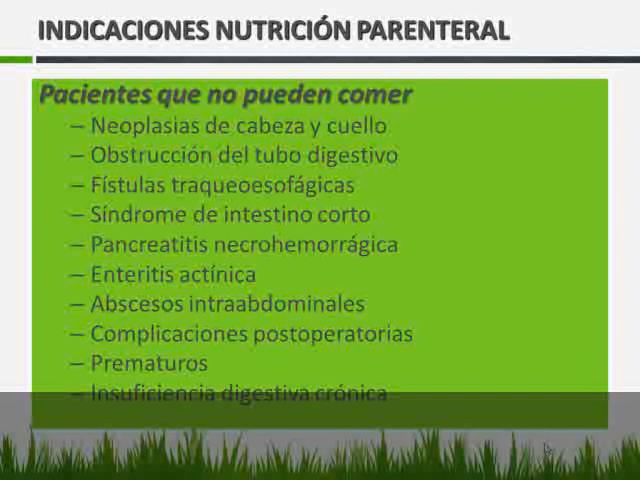 INDICACIONES NUTRICIÓN PARENTERAL
Pacientes que no pueden comer
– Neoplasias de cabeza y cuello
– Obstrucción del tubo digestivo
– Fístulas traqueoesofágicas
– Síndrome de intestino corto
– Pancreatitis necrohemorrágica
– Enteritis actínica
– Abscesos intraabdominales
– Complicaciones postoperatorias
– Prematuros
– Insuficiencia digestiva crónica